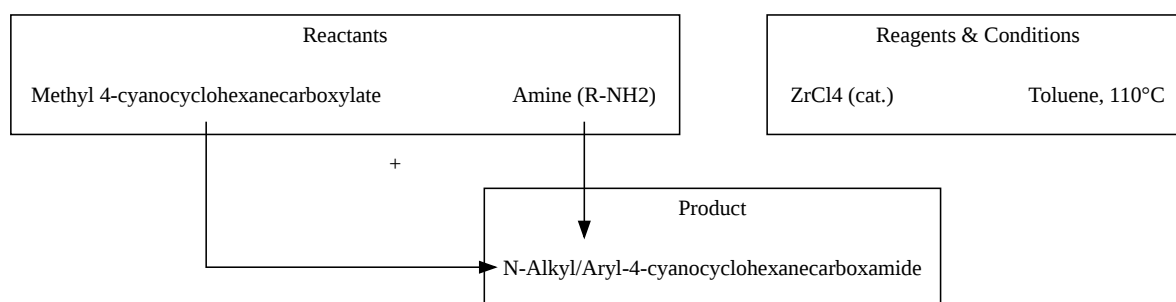 Reactants
Methyl 4-cyanocyclohexanecarboxylate
Amine (R-NH2)
Reagents & Conditions
ZrCl4 (cat.)
Toluene, 110°C
+
Product
N-Alkyl/Aryl-4-cyanocyclohexanecarboxamide